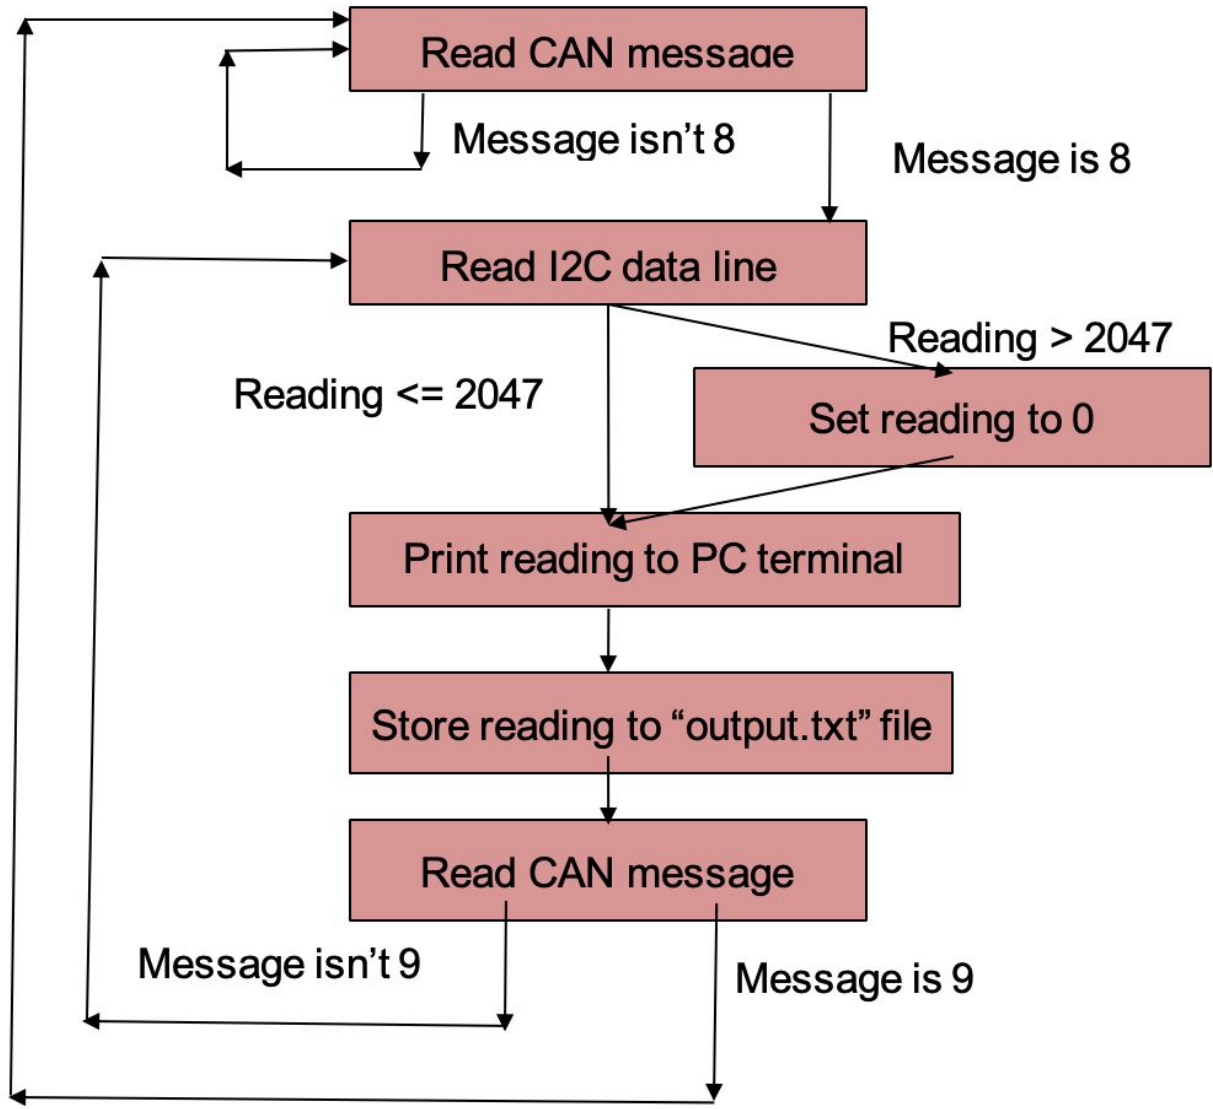 Read CAN message
Message isn’t 8
Message is 8
Read I2C data line
Reading > 2047
Reading <= 2047
Set reading to 0
Print reading to PC terminal
Store reading to “output.txt” file
Read CAN message
Message isn’t 9
Message is 9